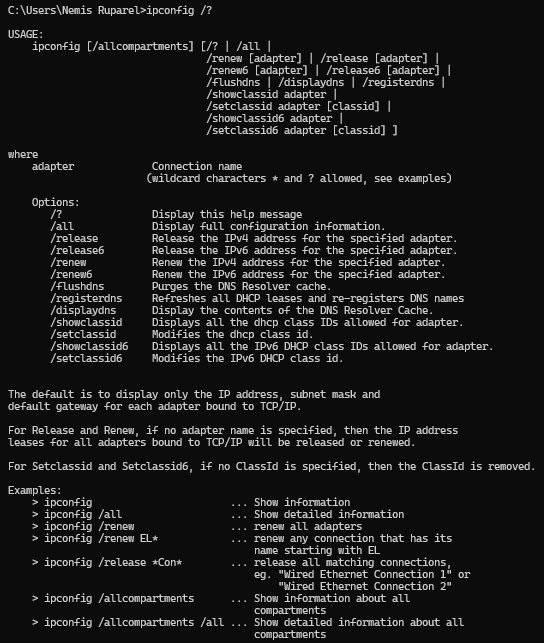 C:\Users\Nemis Ruparel>ipconfig /?

USAGE:
    ipconfig [/allcompartments] [/? | /all |
                                 /renew [adapter] | /release [adapter] |
                                 /renew6 [adapter] | /release6 [adapter] |
                                 /flushdns | /displaydns | /registerdns |
                                 /showclassid adapter |
                                 /setclassid adapter [classid] |
                                 /showclassid6 adapter |
                                 /setclassid6 adapter [classid] ]

where
    adapter             Connection name
                       (wildcard characters * and ? allowed, see examples)

    Options:
       /?               Display this help message
       /all             Display full configuration information.
       /release         Release the IPv4 address for the specified adapter.
       /release6        Release the IPv6 address for the specified adapter.
       /renew           Renew the IPv4 address for the specified adapter.
       /renew6          Renew the IPv6 address for the specified adapter.
       /flushdns        Purges the DNS Resolver cache.
       /registerdns     Refreshes all DHCP leases and re-registers DNS names
       /displaydns      Display the contents of the DNS Resolver Cache.
       /showclassid     Displays all the dhcp class IDs allowed for adapter.
       /setclassid      Modifies the dhcp class id.
       /showclassid6    Displays all the IPv6 DHCP class IDs allowed for adapter.
       /setclassid6     Modifies the IPv6 DHCP class id.


The default is to display only the IP address, subnet mask and
default gateway for each adapter bound to TCP/IP.

For Release and Renew, if no adapter name is specified, then the IP address
leases for all adapters bound to TCP/IP will be released or renewed.

For Setclassid and Setclassid6, if no ClassId is specified, then the ClassId is removed.

Examples:
    > ipconfig                       ... Show information
    > ipconfig /all                  ... Show detailed information
    > ipconfig /renew                ... renew all adapters
    > ipconfig /renew EL*            ... renew any connection that has its
                                         name starting with EL
    > ipconfig /release *Con*        ... release all matching connections,
                                         eg. "Wired Ethernet Connection 1" or
                                             "Wired Ethernet Connection 2"
    > ipconfig /allcompartments      ... Show information about all
                                         compartments
    > ipconfig /allcompartments /all ... Show detailed information about all
                                         compartments